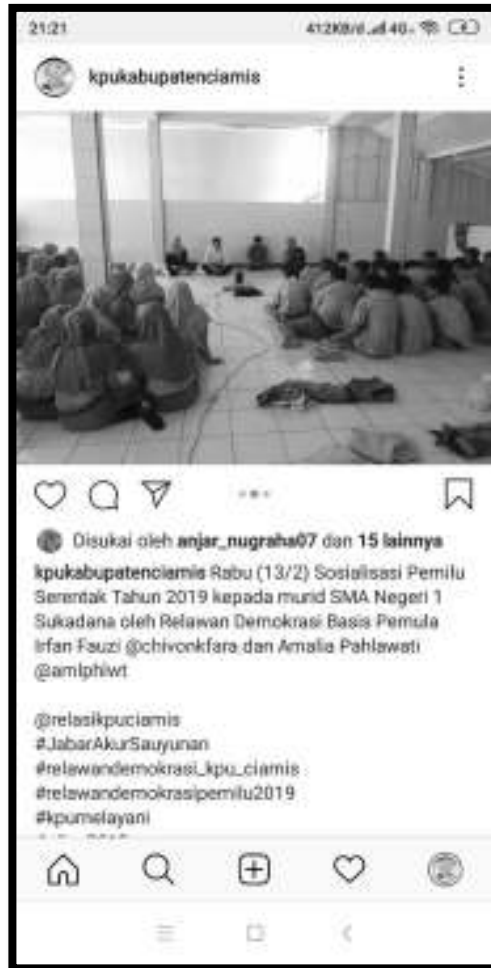 21:21
kpukabupatenciamis
Disukai oleh anjar_nugraha07 dan 15 lainnya
kpukabupatenciamis Rabu (13/2) Sosialisasi Pemilu
Serentak Tahun 2019 kepada murid SMA Negeri 1
Sukadana oleh Relawan Demokrasi Basis Pemula
Irfan Fauzi @chivonkfara dan Amalia Pahlawati
@amlphiwt
@relasikpuciamis
#JabarAkurSauyunan
#relawandemokrasi_kpu_ciamis
#relawandemokrasipemilu2019
#kpumelayani